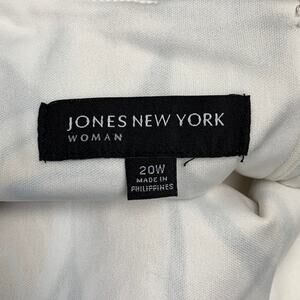 JONES NEW YORK
WOMAN
20W
MADE IN
PHILIPPINES